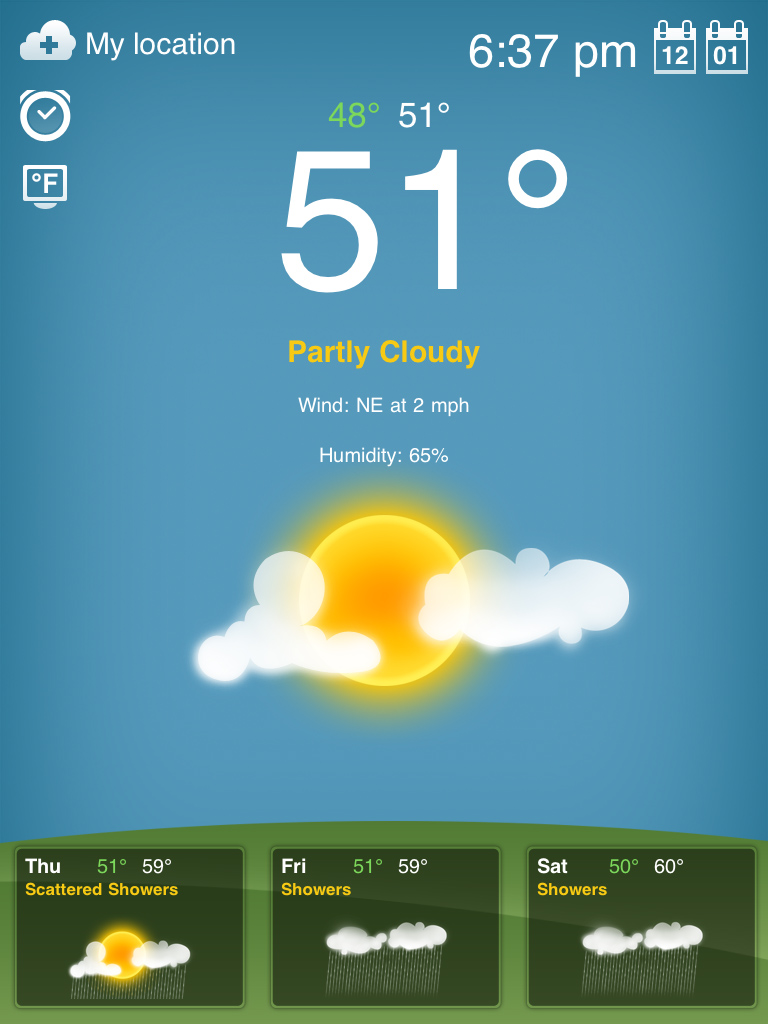 My location
6:37 pm
12 01
°F
48° 51°
51°
Partly Cloudy
Wind: NE at 2 mph
Humidity: 65%
Thu 51° 59°
Scattered Showers
Fri 51° 59°
Showers
Sat 50° 60°
Showers